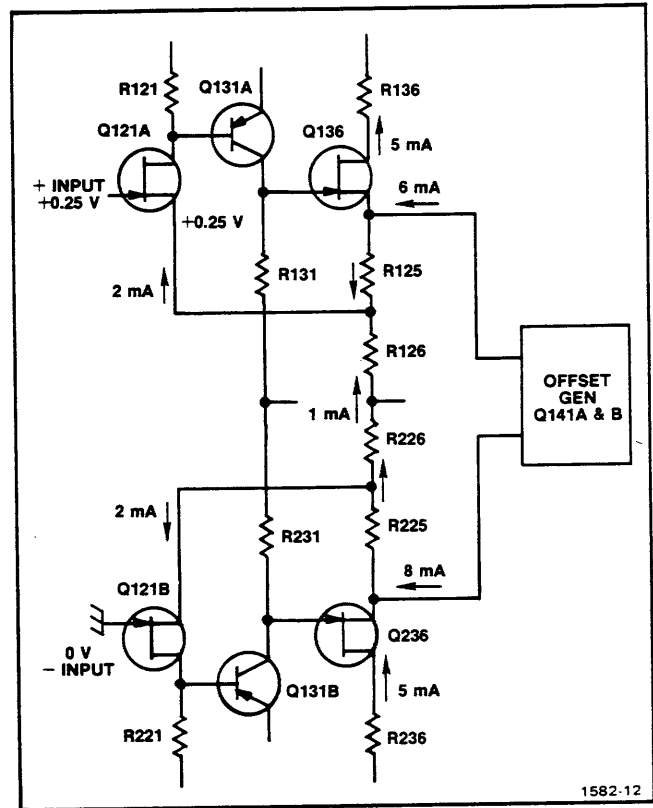 R121
Q131A
R136
Q121A
Q136
5 mA
+ INPUT
+0.25 V
6 mA
+0.25 V
R131
R125
2 mA
R126
OFFSET
GEN
Q141A & B
1 mA
R226
2 mA
R231
R225
Q121B
8 mA
0 V
– INPUT
Q236
Q131B
5 mA
R221
R236
1582-12